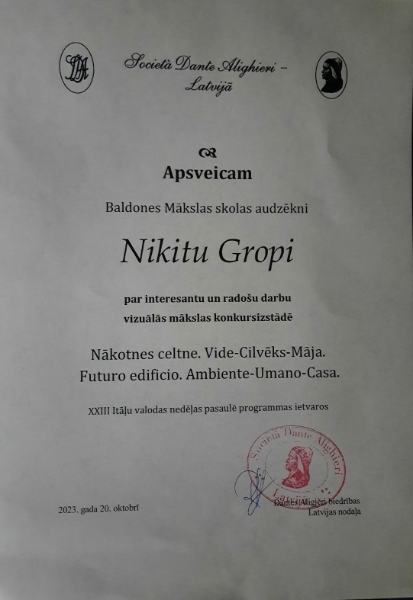 Società Dante Alighieri –
Latvijā
Apsveicam
Baldones Mākslas skolas audzēkni
Nikitu Gropi
par interesantu un radošu darbu
vizuālās mākslas konkursizstādē
Nākotnes celtne. Vide-Cilvēks-Māja.
Futuro edificio. Ambiente-Umano-Casa.
XXIII Itāļu valodas nedēļas pasaulē programmas ietvaros
Società Dante Alighieri
2023. gada 20. oktobrī
Dantes Aligjēri biedrības
Latvijas nodaļa